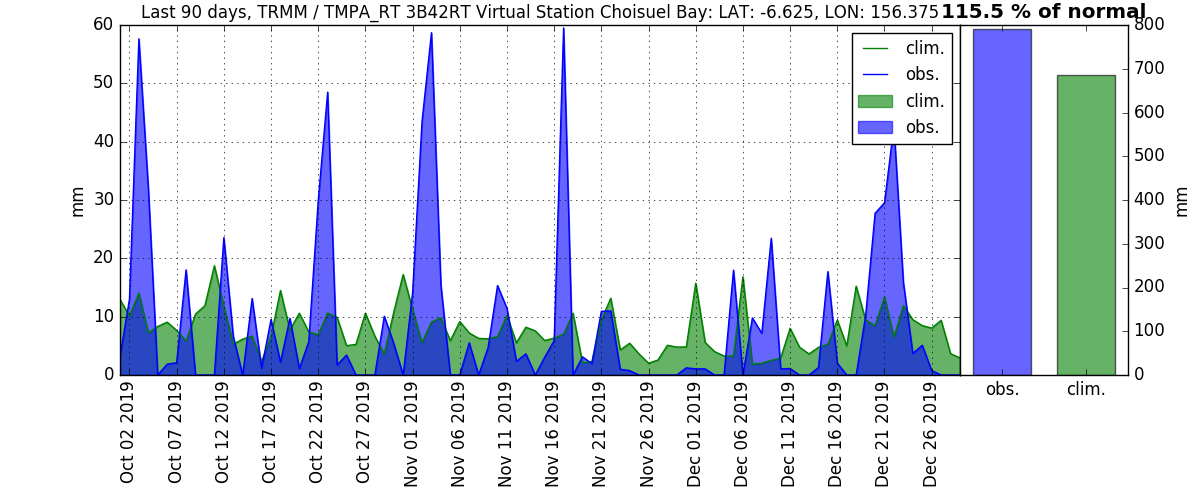 Last 90 days, TRMM / TMPA_RT 3B42RT Virtual Station Choisuel Bay: LAT: -6.625, LON: 156.375
115.5 % of normal
60
50
40
30
20
10
0
mm
clim.
obs.
clim.
obs.
800
700
600
500
400
300
200
100
0
mm
Oct 02 2019
Oct 07 2019
Oct 12 2019
Oct 17 2019
Oct 22 2019
Oct 27 2019
Nov 01 2019
Nov 06 2019
Nov 11 2019
Nov 16 2019
Nov 21 2019
Nov 26 2019
Dec 01 2019
Dec 06 2019
Dec 11 2019
Dec 16 2019
Dec 21 2019
Dec 26 2019
obs.
clim.